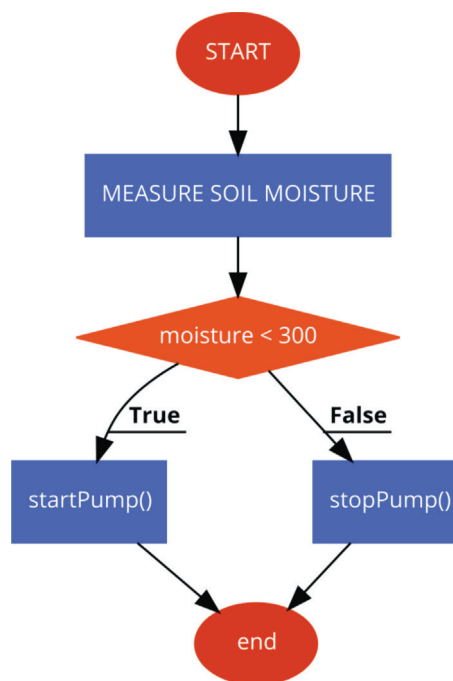 START
MEASURE SOIL MOISTURE
moisture < 300
True
False
startPump()
stopPump()
end